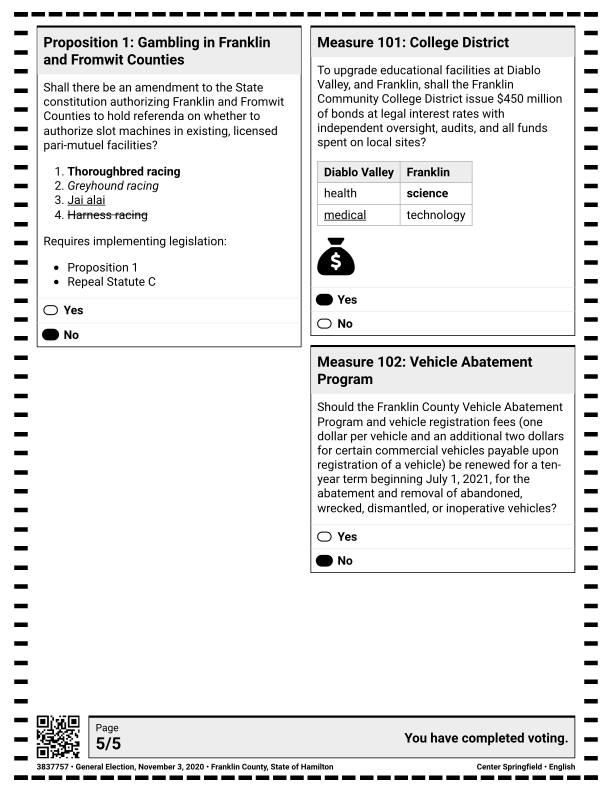 Proposition 1: Gambling in Franklin
and Fromwit Counties
Shall there be an amendment to the State
constitution authorizing Franklin and Fromwit
Counties to hold referenda on whether to
authorize slot machines in existing, licensed
pari-mutuel facilities?
1. Thoroughbred racing
2. Greyhound racing
3. Jai alai
4. Harness racing
Requires implementing legislation:
• Proposition 1
• Repeal Statute C
Yes
No
Measure 101: College District
To upgrade educational facilities at Diablo
Valley, and Franklin, shall the Franklin
Community College District issue $450 million
of bonds at legal interest rates with
independent oversight, audits, and all funds
spent on local sites?
Diablo Valley Franklin
health science
medical technology
$
Yes
No
Measure 102: Vehicle Abatement
Program
Should the Franklin County Vehicle Abatement
Program and vehicle registration fees (one
dollar per vehicle and an additional two dollars
for certain commercial vehicles payable upon
registration of a vehicle) be renewed for a ten-
year term beginning July 1, 2021, for the
abatement and removal of abandoned,
wrecked, dismantled, or inoperative vehicles?
Yes
No
Page
5/5
You have completed voting.
3837757 • General Election, November 3, 2020 • Franklin County, State of Hamilton
Center Springfield • English